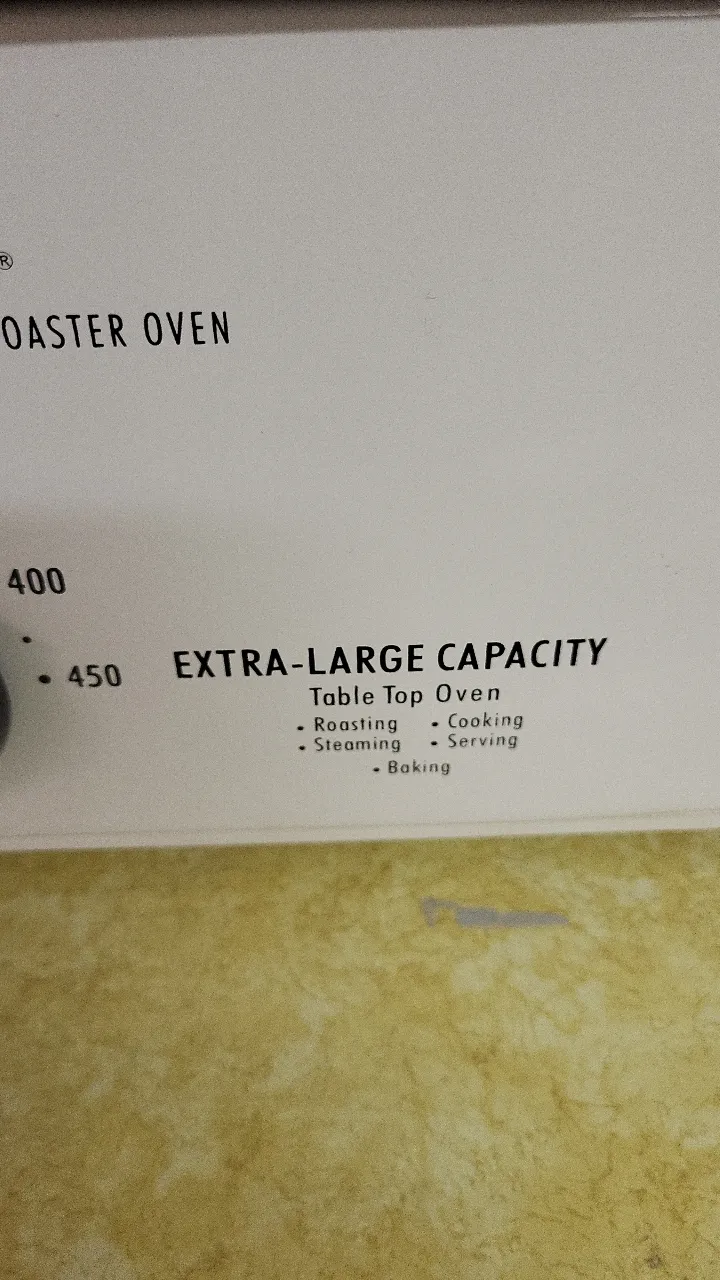 ®
OASTER OVEN
400
450
EXTRA-LARGE CAPACITY
Table Top Oven
• Roasting • Cooking
• Steaming • Serving
• Baking